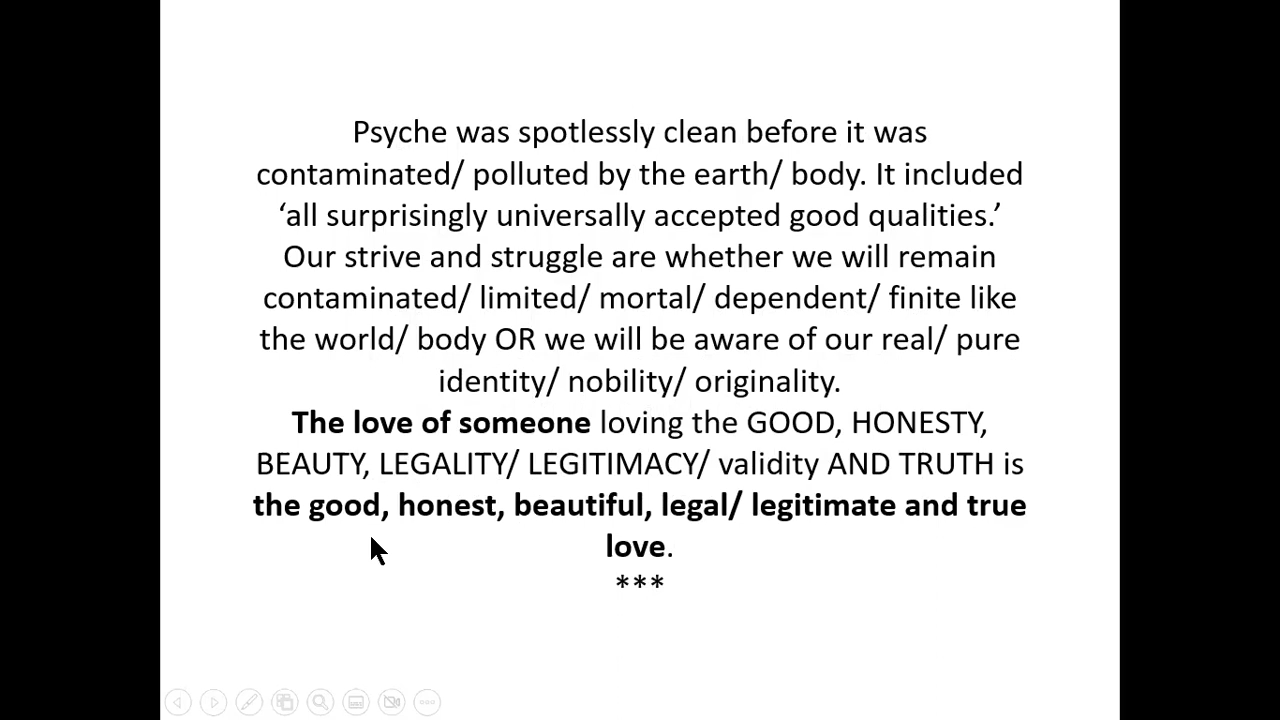 Psyche was spotlessly clean before it was
contaminated/ polluted by the earth/ body. It included
‘all surprisingly universally accepted good qualities.’
Our strive and struggle are whether we will remain
contaminated/ limited/ mortal/ dependent/ finite like
the world/ body OR we will be aware of our real/ pure
identity/ nobility/ originality.
The love of someone loving the GOOD, HONESTY,
BEAUTY, LEGALITY/ LEGITIMACY/ validity AND TRUTH is
the good, honest, beautiful, legal/ legitimate and true
love.
***